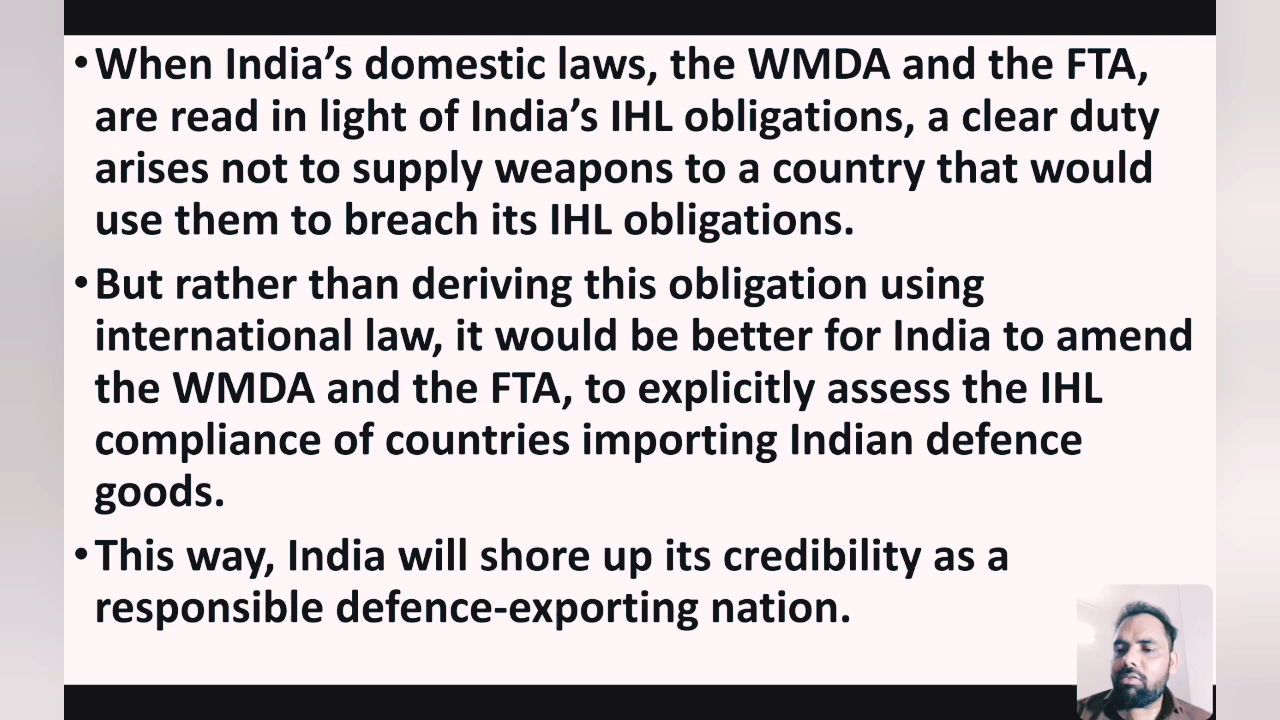 •When India’s domestic laws, the WMDA and the FTA,
are read in light of India’s IHL obligations, a clear duty
arises not to supply weapons to a country that would
use them to breach its IHL obligations.
•But rather than deriving this obligation using
international law, it would be better for India to amend
the WMDA and the FTA, to explicitly assess the IHL
compliance of countries importing Indian defence
goods.
•This way, India will shore up its credibility as a
responsible defence-exporting nation.